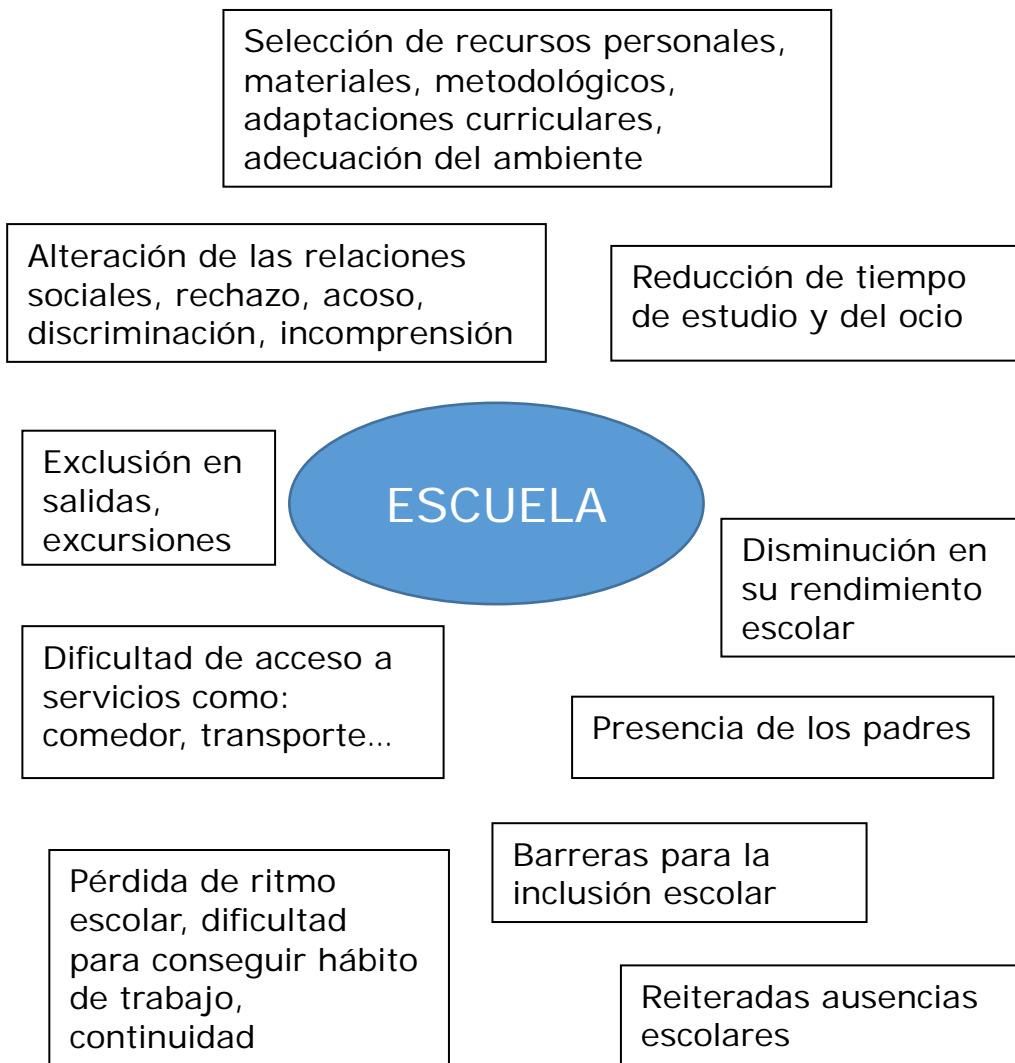 Selección de recursos personales,
materiales, metodológicos,
adaptaciones curriculares,
adecuación del ambiente
Alteración de las relaciones
sociales, rechazo, acoso,
discriminación, incomprensión
Reducción de tiempo
de estudio y del ocio
Exclusión en
salidas,
excursiones
ESCUELA
Disminución en
su rendimiento
escolar
Dificultad de acceso a
servicios como:
comedor, transporte...
Presencia de los padres
Barreras para la
inclusión escolar
Pérdida de ritmo
escolar, dificultad
para conseguir hábito
de trabajo,
continuidad
Reiteradas ausencias
escolares